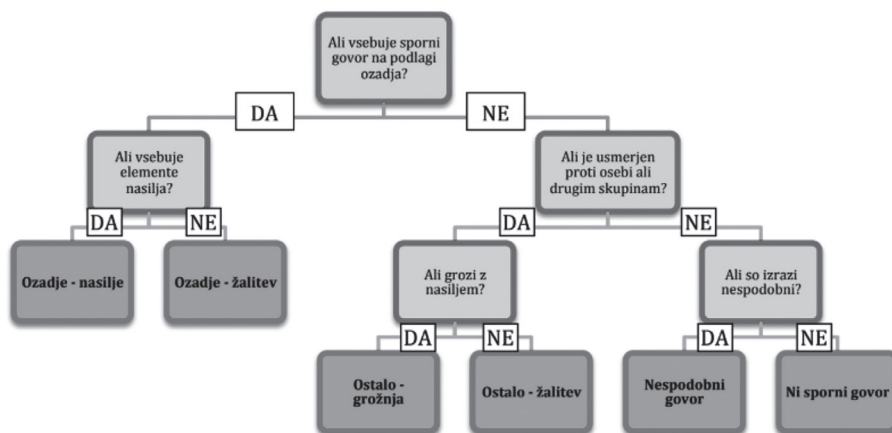 Ali vsebuje sporni
govor na podlagi
ozadja?
DA
NE
Ali vsebuje
elemente
nasilja?
Ali je usmerjen
proti osebi ali
drugim skupinam?
DA
NE
DA
NE
Ozadje - nasilje
Ozadje - žalitev
Ali grozi z
nasiljem?
Ali so izrazi
nespodobni?
DA
NE
DA
NE
Ostalo -
grožnja
Ostalo - žalitev
Nespodobni
govor
Ni sporni govor